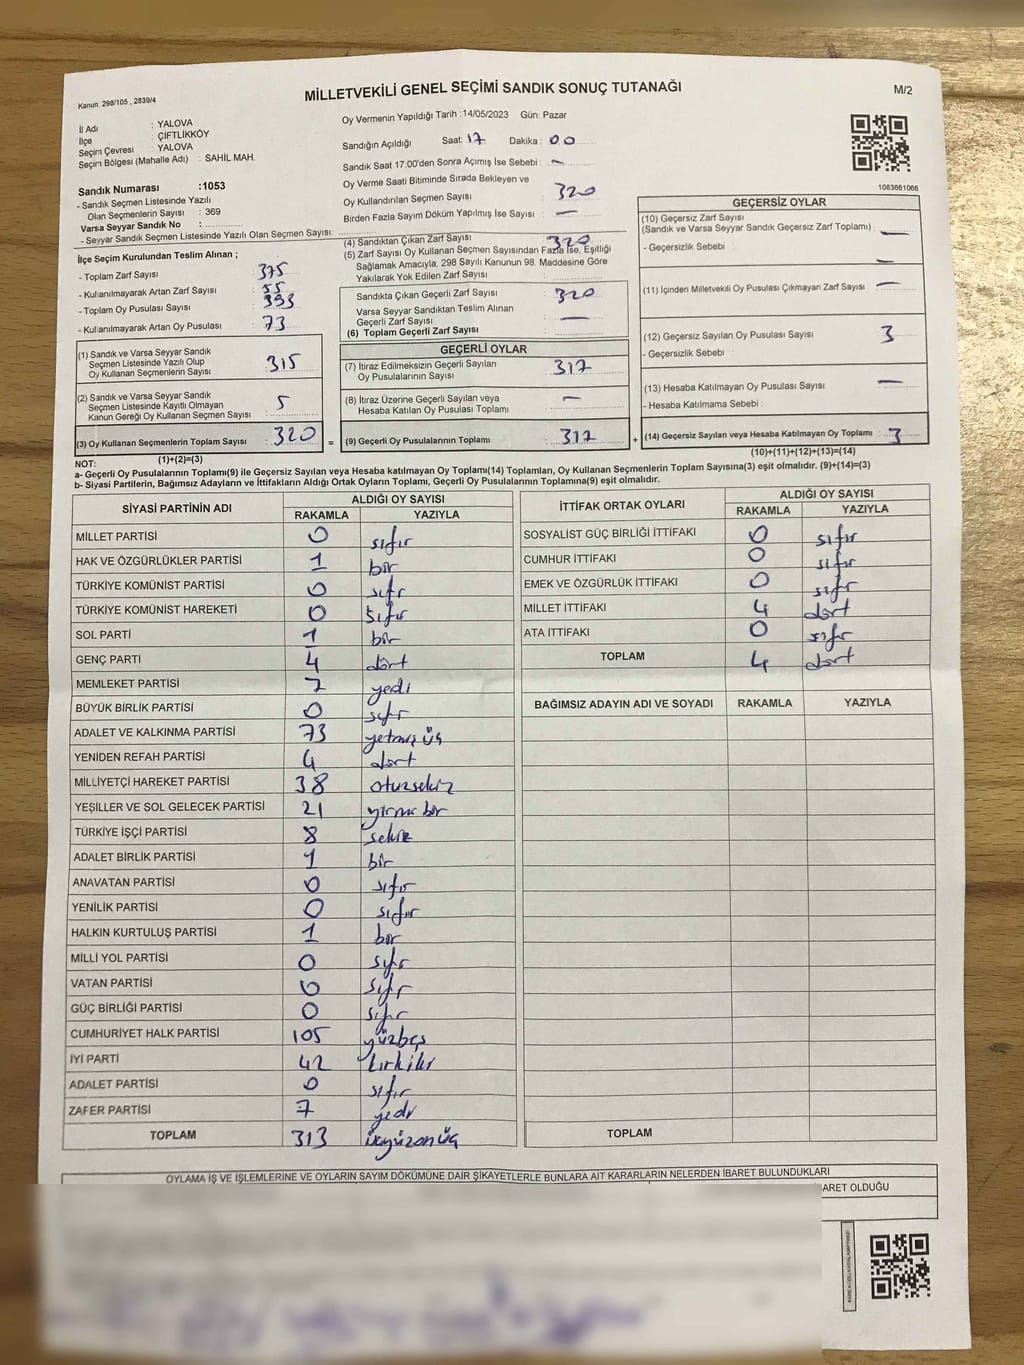 Kanun: 298/105 , 2839/4
MİLLETVEKİLİ GENEL SEÇİMİ SANDIK SONUÇ TUTANAĞI
M/2
İl Adı : YALOVA
İlçe : ÇİFTLİKKÖY
Seçim Çevresi : YALOVA
Seçim Bölgesi (Mahalle Adı) : SAHİL MAH.
Sandık Numarası :1053
- Sandık Seçmen Listesinde Yazılı
Olan Seçmenlerin Sayısı : 369
Varsa Seyyar Sandık No :
- Seyyar Sandık Seçmen Listesinde Yazılı Olan Seçmen Sayısı:
Oy Vermenin Yapıldığı Tarih :14/05/2023 Gün: Pazar
Sandığın Açıldığı Saat: 17 Dakika : 00
Sandık Saat 17:00'den Sonra Açımış İse Sebebi : —
Oy Verme Saati Bitiminde Sırada Bekleyen ve
Oy Kullandırılan Seçmen Sayısı : 320
Birden Fazla Sayım Döküm Yapılmış İse Sayısı : —
1083661066
İlçe Seçim Kurulundan Teslim Alınan ;
- Toplam Zarf Sayısı : 375
- Kullanılmayarak Artan Zarf Sayısı : 55
- Toplam Oy Pusulası Sayısı : 393
- Kullanılmayarak Artan Oy Pusulası : 73
(1) Sandık ve Varsa Seyyar Sandık
Seçmen Listesinde Yazılı Olup
Oy Kullanan Seçmenlerin Sayısı : 315
(2) Sandık ve Varsa Seyyar Sandık
Seçmen Listesinde Kayıtlı Olmayan
Kanun Gereği Oy Kullanan Seçmen Sayısı : 5
(3) Oy Kullanan Seçmenlerin Toplam Sayısı : 320 =
(1)+(2)=(3)
(4) Sandıktan Çıkan Zarf Sayısı : 320
(5) Zarf Sayısı Oy Kullanan Seçmen Sayısından Fazla İse, Eşitliği
Sağlamak Amacıyla, 298 Sayılı Kanunun 98. Maddesine Göre
Yakılarak Yok Edilen Zarf Sayısı :
Sandıkta Çıkan Geçerli Zarf Sayısı : 320
Varsa Seyyar Sandıktan Teslim Alınan
Geçerli Zarf Sayısı : —
(6) Toplam Geçerli Zarf Sayısı :
GEÇERLİ OYLAR
(7) İtiraz Edilmeksizin Geçerli Sayılan
Oy Pusulalarının Sayısı : 317
(8) İtiraz Üzerine Geçerli Sayılan veya
Hesaba Katılan Oy Pusulası Toplamı : —
(9) Geçerli Oy Pusulalarının Toplamı : 317 +
GEÇERSİZ OYLAR
(10) Geçersiz Zarf Sayısı
(Sandık ve Varsa Seyyar Sandık Geçersiz Zarf Toplamı) : —
- Geçersizlik Sebebi : —
(11) İçinden Milletvekili Oy Pusulası Çıkmayan Zarf Sayısı : —
(12) Geçersiz Sayılan Oy Pusulası Sayısı : 3
- Geçersizlik Sebebi :
(13) Hesaba Katılmayan Oy Pusulası Sayısı : —
- Hesaba Katılmama Sebebi :
(14) Geçersiz Sayılan veya Hesaba Katılmayan Oy Toplamı : 3
(10)+(11)+(12)+(13)=(14)
NOT:
a- Geçerli Oy Pusulalarının Toplamı(9) ile Geçersiz Sayılan veya Hesaba katılmayan Oy Toplamı(14) Toplamları, Oy Kullanan Seçmenlerin Toplam Sayısına(3) eşit olmalıdır. (9)+(14)=(3)
b- Siyasi Partilerin, Bağımsız Adayların ve İttifakların Aldığı Ortak Oyların Toplamı, Geçerli Oy Pusulalarının Toplamına(9) eşit olmalıdır.
SİYASİ PARTİNİN ADI ALDIĞI OY SAYISI
RAKAMLA YAZIYLA
MİLLET PARTİSİ 0 sıfır
HAK VE ÖZGÜRLÜKLER PARTİSİ 1 bir
TÜRKİYE KOMÜNİST PARTİSİ 0 sıfır
TÜRKİYE KOMÜNİST HAREKETİ 0 sıfır
SOL PARTİ 1 bir
GENÇ PARTİ 4 dört
MEMLEKET PARTİSİ 7 yedi
BÜYÜK BİRLİK PARTİSİ 0 sıfır
ADALET VE KALKINMA PARTİSİ 73 yetmiş üç
YENİDEN REFAH PARTİSİ 4 dört
MİLLİYETÇİ HAREKET PARTİSİ 38 otuzsekiz
YEŞİLLER VE SOL GELECEK PARTİSİ 21 yirmi bir
TÜRKİYE İŞÇİ PARTİSİ 8 sekiz
ADALET BİRLİK PARTİSİ 1 bir
ANAVATAN PARTİSİ 0 sıfır
YENİLİK PARTİSİ 0 sıfır
HALKIN KURTULUŞ PARTİSİ 1 bir
MİLLİ YOL PARTİSİ 0 sıfır
VATAN PARTİSİ 0 sıfır
GÜÇ BİRLİĞİ PARTİSİ 0 sıfır
CUMHURİYET HALK PARTİSİ 105 yüzbeş
İYİ PARTİ 42 kırkiki
ADALET PARTİSİ 0 sıfır
ZAFER PARTİSİ 7 yedi
TOPLAM 313 üçyüzonüç
İTTİFAK ORTAK OYLARI ALDIĞI OY SAYISI
RAKAMLA YAZIYLA
SOSYALİST GÜÇ BİRLİĞİ İTTİFAKI 0 sıfır
CUMHUR İTTİFAKI 0 sıfır
EMEK VE ÖZGÜRLÜK İTTİFAKI 0 sıfır
MİLLET İTTİFAKI 4 dört
ATA İTTİFAKI 0 sıfır
TOPLAM 4 dört
BAĞIMSIZ ADAYIN ADI VE SOYADI RAKAMLA YAZIYLA
TOPLAM
OYLAMA İŞ VE İŞLEMLERİNE VE OYLARIN SAYIM DÖKÜMÜNE DAİR ŞİKAYETLERLE BUNLARA AİT KARARLARIN NELERDEN İBARET BULUNDUKLARI
ARET OLDUĞU